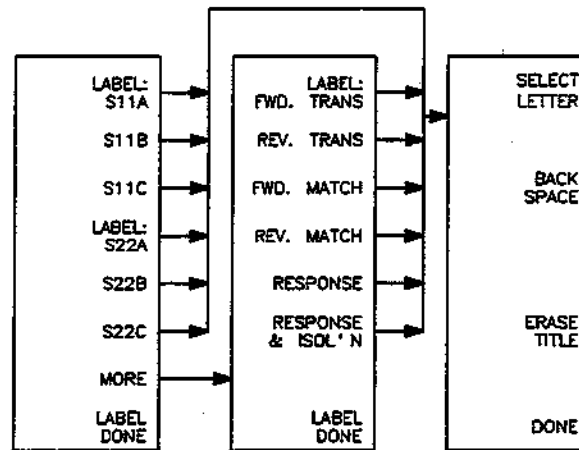 LABEL:
S11A
S11B
S11C
LABEL:
S22A
S22B
S22C
MORE
LABEL
DONE
LABEL:
FWD. TRANS
REV. TRANS
FWD. MATCH
REV. MATCH
RESPONSE
RESPONSE
& ISOL'N
LABEL
DONE
SELECT
LETTER
BACK
SPACE
ERASE
TITLE
DONE